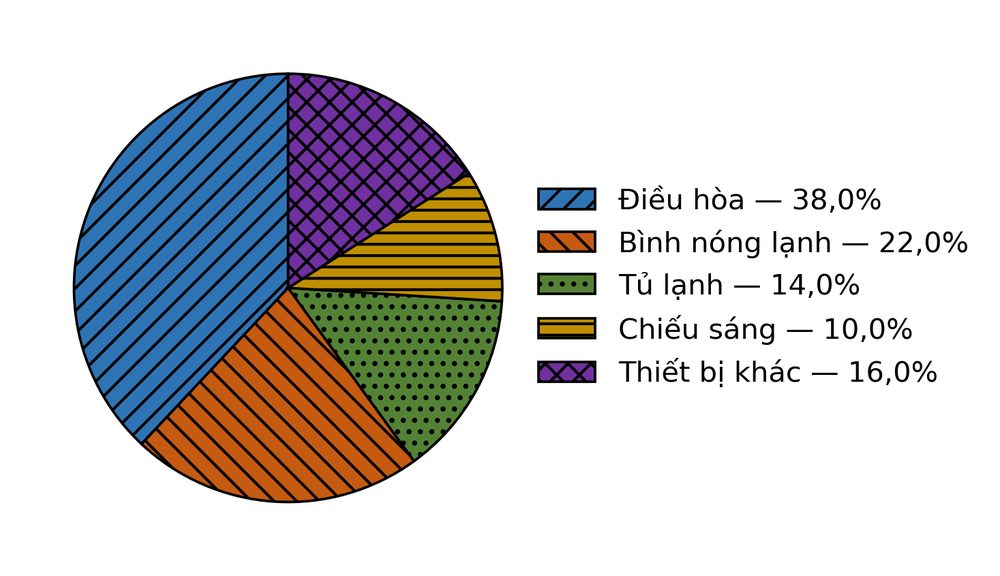 Điều hòa — 38,0%
Bình nóng lạnh — 22,0%
Tủ lạnh — 14,0%
Chiếu sáng — 10,0%
Thiết bị khác — 16,0%